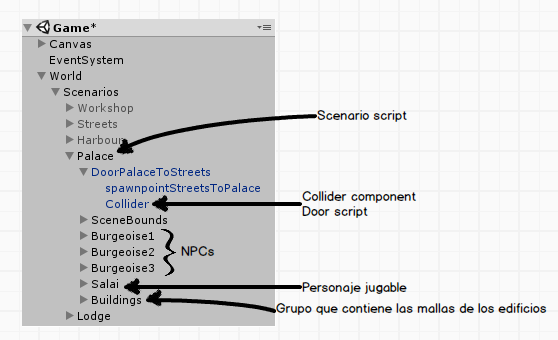 Game*
Canvas
EventSystem
World
Scenarios
Workshop
Streets
Harbour
Palace
Scenario script
DoorPalaceToStreets
spawnpointStreetsToPalace
Collider
Collider component
Door script
SceneBounds
Burgeoise1
Burgeoise2
Burgeoise3
NPCs
Salai
Personaje jugable
Buildings
Grupo que contiene las mallas de los edificios
Lodge